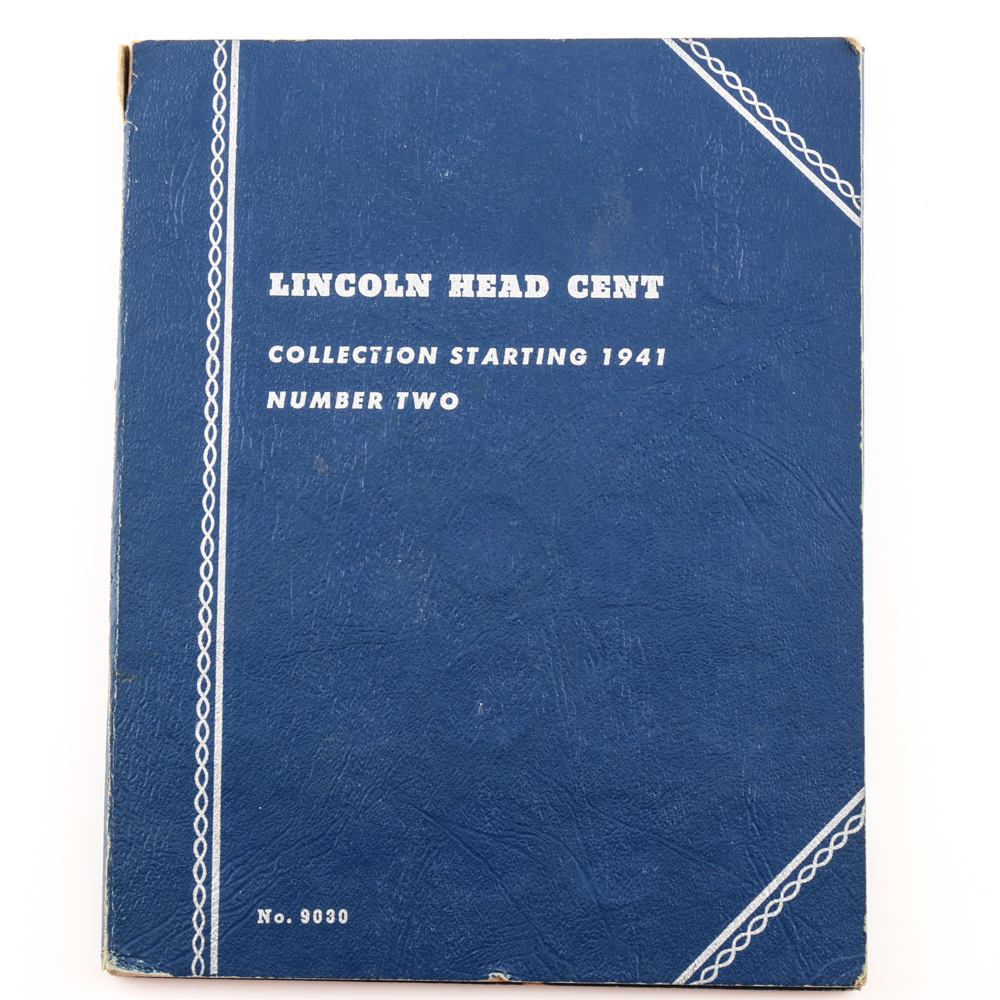 LINCOLN HEAD CENT
COLLECTION STARTING 1941
NUMBER TWO
No. 9030